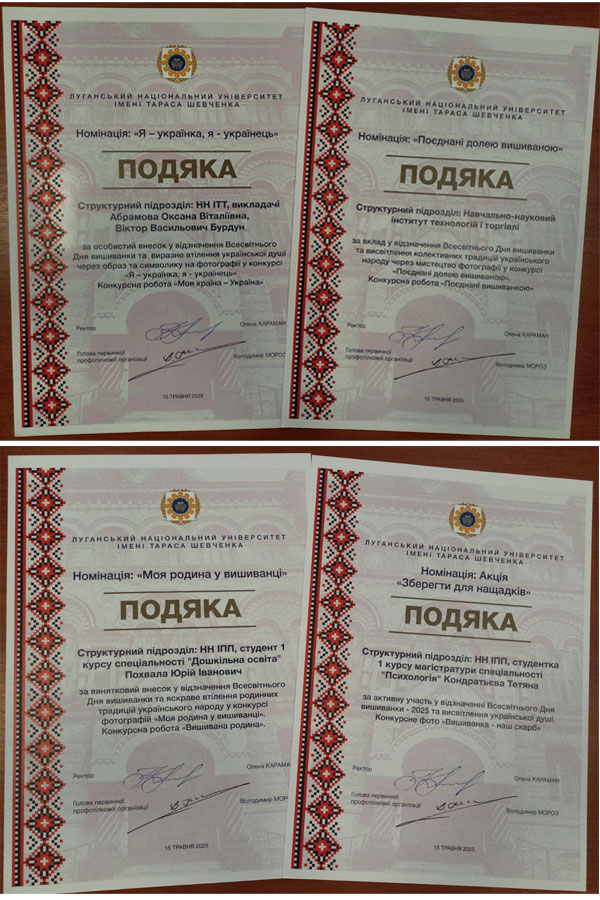 ЛУГАНСЬКИЙ НАЦІОНАЛЬНИЙ УНІВЕРСИТЕТ
ІМЕНІ ТАРАСА ШЕВЧЕНКА
Номінація: «Я – українка, я - українець»
ПОДЯКА
Структурний підрозділ: НН ІТТ, викладачі
Абрамова Оксана Віталіївна,
Віктор Васильович Бурдун
за особистий внесок у відзначення Всесвітнього
Дня вишиванки та виразне втілення української душі
через образ та символіку на фотографії у конкурсі
«Я – українка, я - українець»
Конкурсна робота «Моя країна – Україна»
Ректор
Олена КАРАМАН
Голова первинної
профспілкової організації
Володимир МОРОЗ
15 ТРАВНЯ 2025
ЛУГАНСЬКИЙ НАЦІОНАЛЬНИЙ УНІВЕРСИТЕТ
ІМЕНІ ТАРАСА ШЕВЧЕНКА
Номінація: «Поєднані долею вишиваною»
ПОДЯКА
Структурний підрозділ: Навчально-науковий
інститут технологій і торгівлі
за вклад у відзначення Всесвітнього Дня вишиванки
та висвітлення колективних традицій українського
народу через мистецтво фотографії у конкурсі
«Поєднані долею вишиваною».
Конкурсна робота «Поєднані вишиванкою»
Ректор
Олена КАРАМАН
Голова первинної
профспілкової організації
Володимир МОРОЗ
15 ТРАВНЯ 2025
ЛУГАНСЬКИЙ НАЦІОНАЛЬНИЙ УНІВЕРСИТЕТ
ІМЕНІ ТАРАСА ШЕВЧЕНКА
Номінація: «Моя родина у вишиванці»
ПОДЯКА
Структурний підрозділ: НН ІПП, студент 1
курсу спеціальності "Дошкільна освіта"
Похвала Юрій Іванович
за винятковий внесок у відзначення Всесвітнього
Дня вишиванки та яскраве втілення родинних
традицій українського народу у конкурсі
фотографій «Моя родина у вишиванці».
Конкурсна робота «Вишивана родина».
Ректор
Олена КАРАМАН
Голова первинної
профспілкової організації
Володимир МОРО
15 ТРАВНЯ 2025
ЛУГАНСЬКИЙ НАЦІОНАЛЬНИЙ УНІВЕРСИТЕТ
ІМЕНІ ТАРАСА ШЕВЧЕНКА
Номінація: Акція
«Зберегти для нащадків»
ПОДЯКА
Структурний підрозділ: НН ІПП, студентка
1 курсу магістратури спеціальності
"Психологія" Кондратьєва Тетяна
за активну участь у відзначенні Всесвітнього Дня
вишиванки - 2025 та висвітлення української душі.
Конкурсне фото «Вишиванка - наш скарб»
Ректор
Олена КАРАМАН
Голова первинної
профспілкової організації
Володимир МОРОЗ
15 ТРАВНЯ 2025